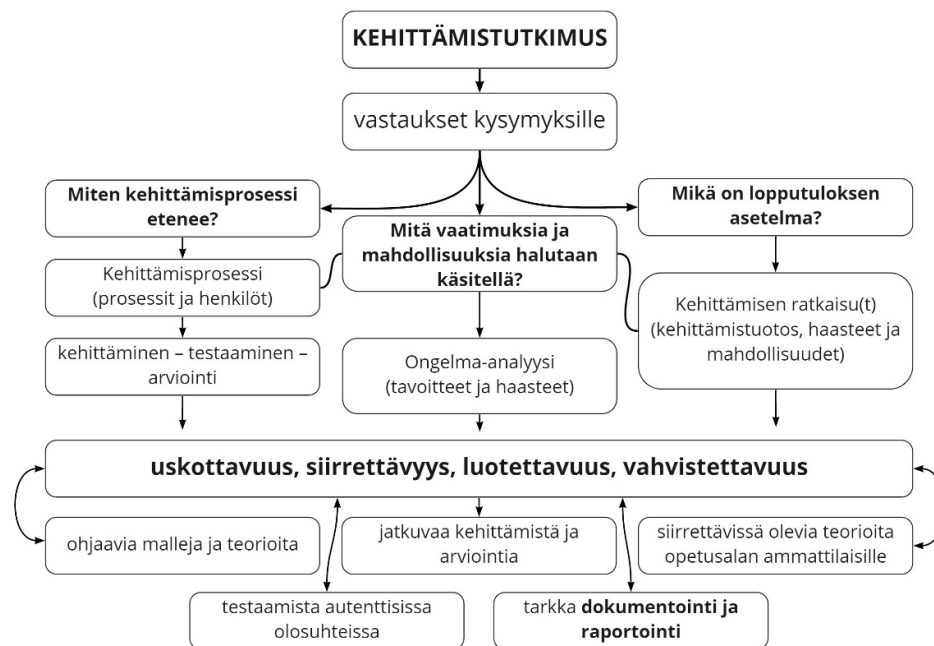 KEHITTÄMISTUTKIMUS
vastaukset kysymyksille
Miten kehittämisprosessi
etenee?
Mitä vaatimuksia ja
mahdollisuuksia halutaan
käsitellä?
Mikä on lopputuloksen
asetelma?
Kehittämisprosessi
(prosessit ja henkilöt)
kehittäminen – testaaminen –
arviointi
Ongelma-analyysi
(tavoitteet ja haasteet)
Kehittämisen ratkaisu(t)
(kehittämistuotos, haasteet ja
mahdollisuudet)
uskottavuus, siirrettävyys, luotettavuus, vahvistettavuus
ohjaavia malleja ja teorioita
jatkuvaa kehittämistä ja
arviointia
siirrettävissä olevia teorioita
opetusalan ammattilaisille
testaamista autenttisissa
olosuhteissa
tarkka dokumentointi ja
raportointi